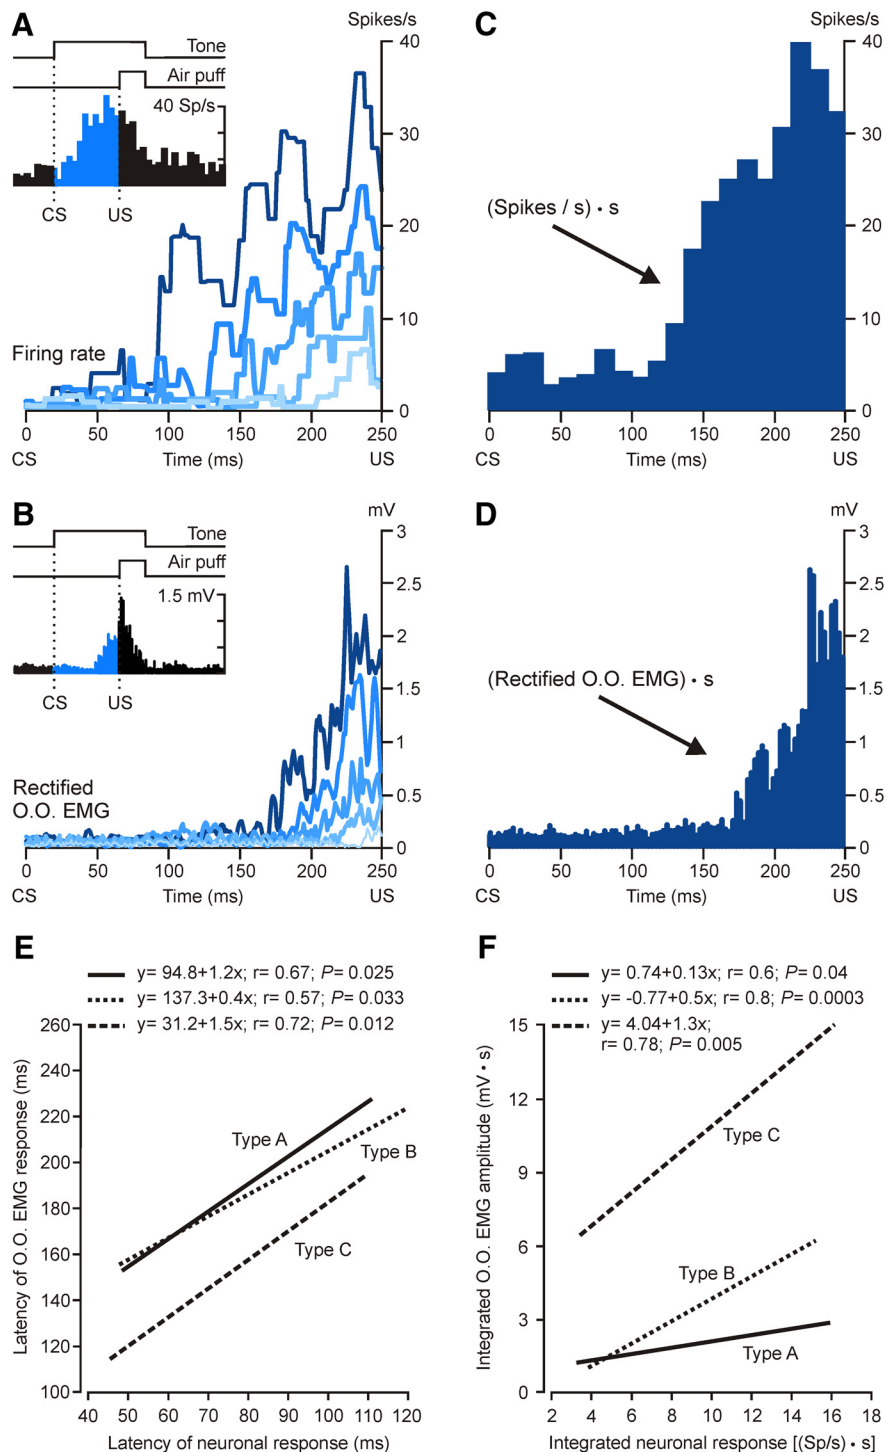 A
Spikes/s
Tone
Air puff
40 Sp/s
CS US
Firing rate
40
30
20
10
0
0 50 100 150 200 250
CS Time (ms) US
C
Spikes/s
(Spikes / s) • s
40
30
20
10
0
0 50 100 150 200 250
CS Time (ms) US
B
mV
Tone
Air puff
1.5 mV
CS US
Rectified
O.O. EMG
3
2.5
2
1.5
1
0.5
0
0 50 100 150 200 250
CS Time (ms) US
D
mV
(Rectified O.O. EMG) • s
3
2.5
2
1.5
1
0.5
0
0 50 100 150 200 250
CS Time (ms) US
E
y= 94.8+1.2x; r= 0.67; P= 0.025
y= 137.3+0.4x; r= 0.57; P= 0.033
y= 31.2+1.5x; r= 0.72; P= 0.012
Latency of O.O. EMG response (ms)
260
240
220
200
180
160
140
120
100
Type A
Type B
Type C
40 50 60 70 80 90 100 110 120
Latency of neuronal response (ms)
F
y= 0.74+0.13x; r= 0.6; P= 0.04
y= -0.77+0.5x; r= 0.8; P= 0.0003
y= 4.04+1.3x;
r= 0.78; P= 0.005
Integrated O.O. EMG amplitude (mV • s)
15
12
9
6
3
0
Type C
Type B
Type A
2 4 6 8 10 12 14 16 18
Integrated neuronal response [(Sp/s) • s]